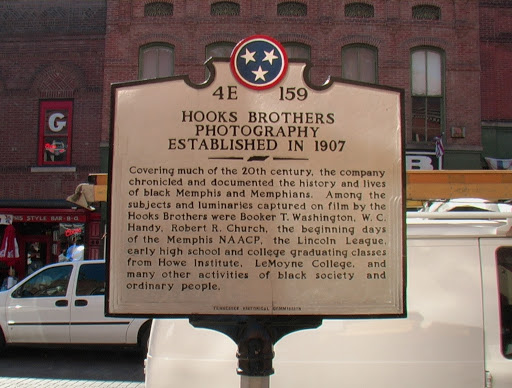 4E 159
HOOKS BROTHERS
PHOTOGRAPHY
ESTABLISHED IN 1907
Covering much of the 20th century, the company
chronicled and documented the history and lives
of black Memphis and Memphians. Among the
subjects and luminaries captured on film by the
Hooks Brothers were Booker T. Washington, W. C.
Handy, Robert R. Church, the beginning days
of the Memphis NAACP, the Lincoln League,
early high school and college graduating classes
from Howe Institute, LeMoyne College, and
many other activities of black society and
ordinary people.
TENNESSEE HISTORICAL COMMISSION
G
B
STYLE BAR-B-Q